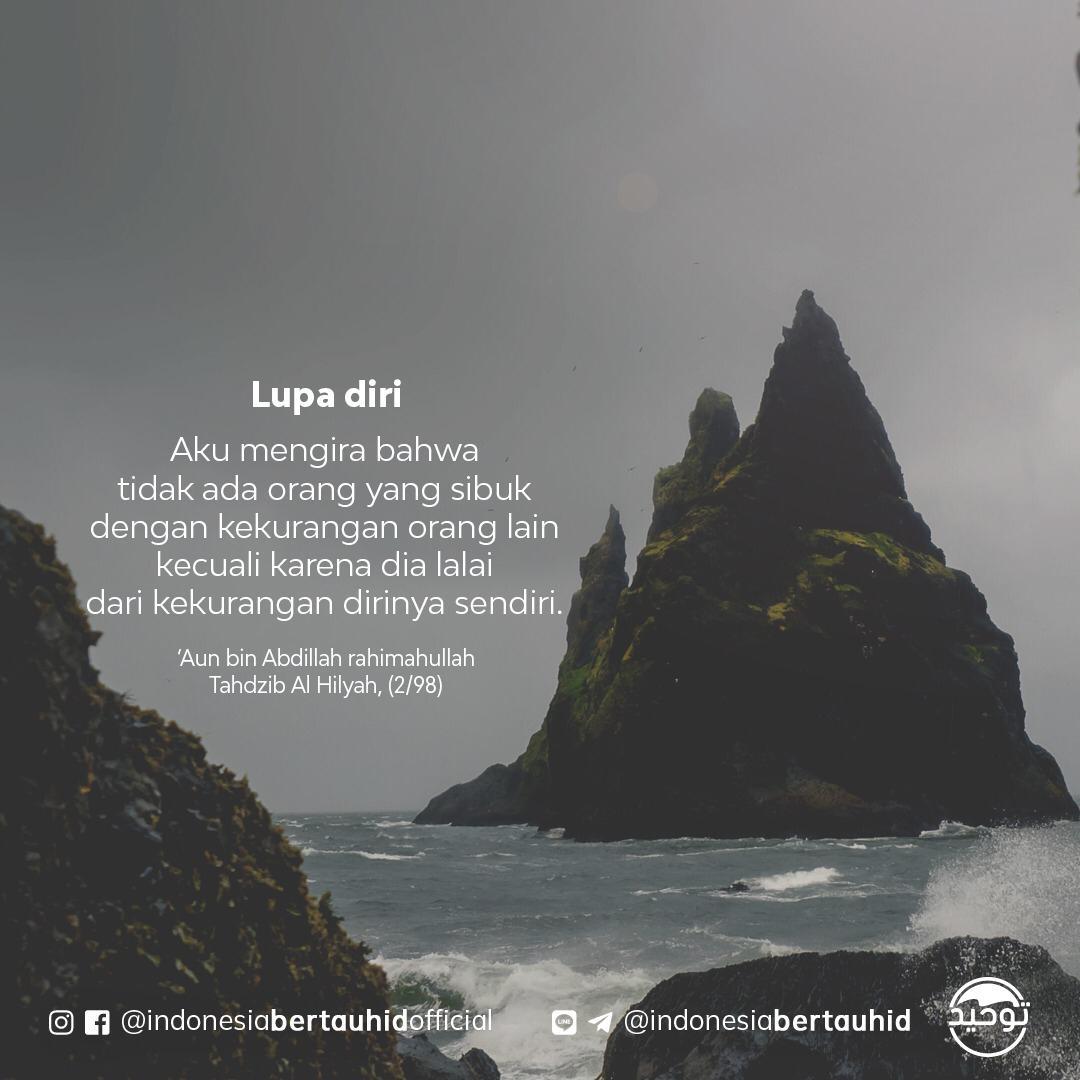 Lupa diri
Aku mengira bahwa
tidak ada orang yang sibuk
dengan kekurangan orang lain
kecuali karena dia lalai
dari kekurangan dirinya sendiri.
‘Aun bin Abdillah rahimahullah
Tahdzib Al Hilyah, (2/98)
@indonesiabertauhidofficial
LINE @indonesiabertauhid
توحيد